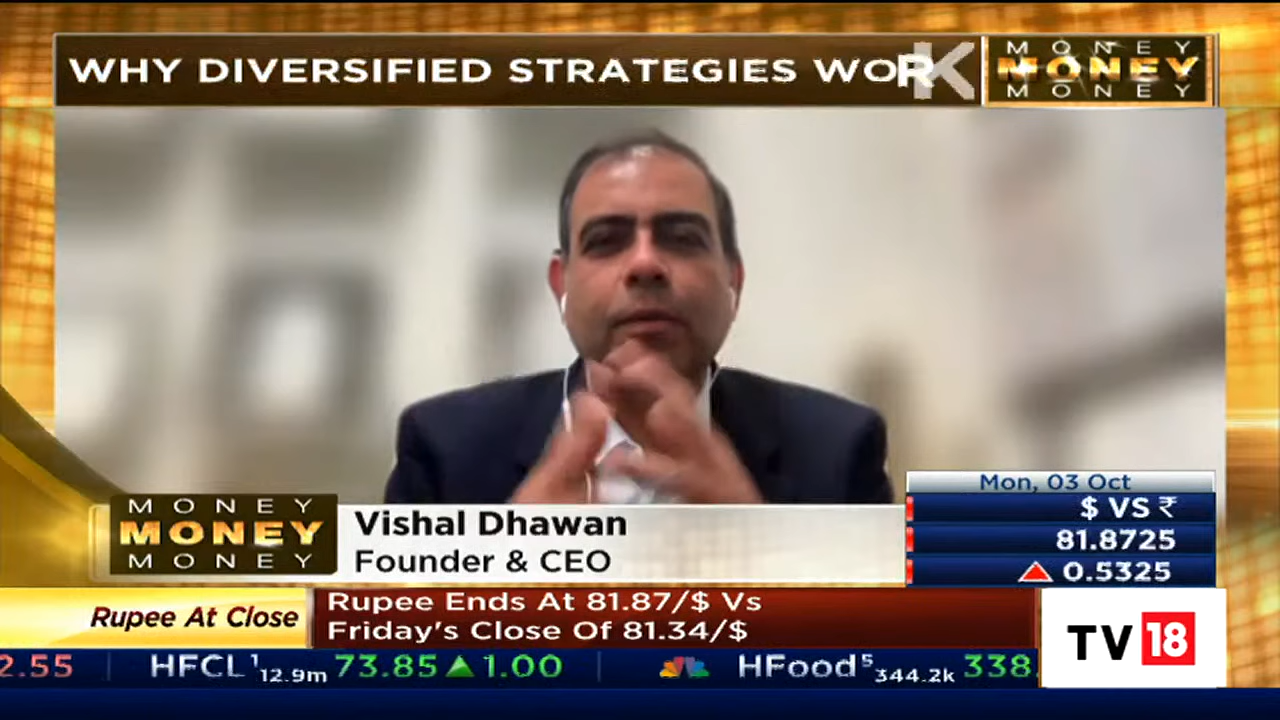 WHY DIVERSIFIED STRATEGIES WORK
MONEY
MONEY
MONEY
Mon, 03 Oct
$ VS ₹
81.8725
▲ 0.5325
MONEY
MONEY
MONEY
Vishal Dhawan
Founder & CEO
Rupee At Close
Rupee Ends At 81.87/$ Vs
Friday's Close Of 81.34/$
TV18
2.55 HFCL 1 12.9m 73.85 ▲ 1.00 HFood 5 344.2k 338.